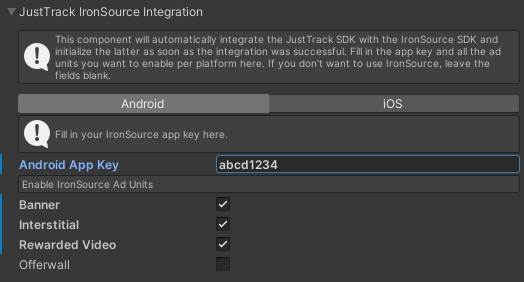 JustTrack IronSource Integration
This component will automatically integrate the JustTrack SDK with the IronSource SDK and
initialize the latter as soon as the integration was successful. Fill in the app key and all the ad
units you want to enable per platform here. If you don't want to use IronSource, leave the
fields blank.
Android iOS
Fill in your IronSource app key here.
Android App Key abcd1234
Enable IronSource Ad Units
Banner
Interstitial
Rewarded Video
Offerwall